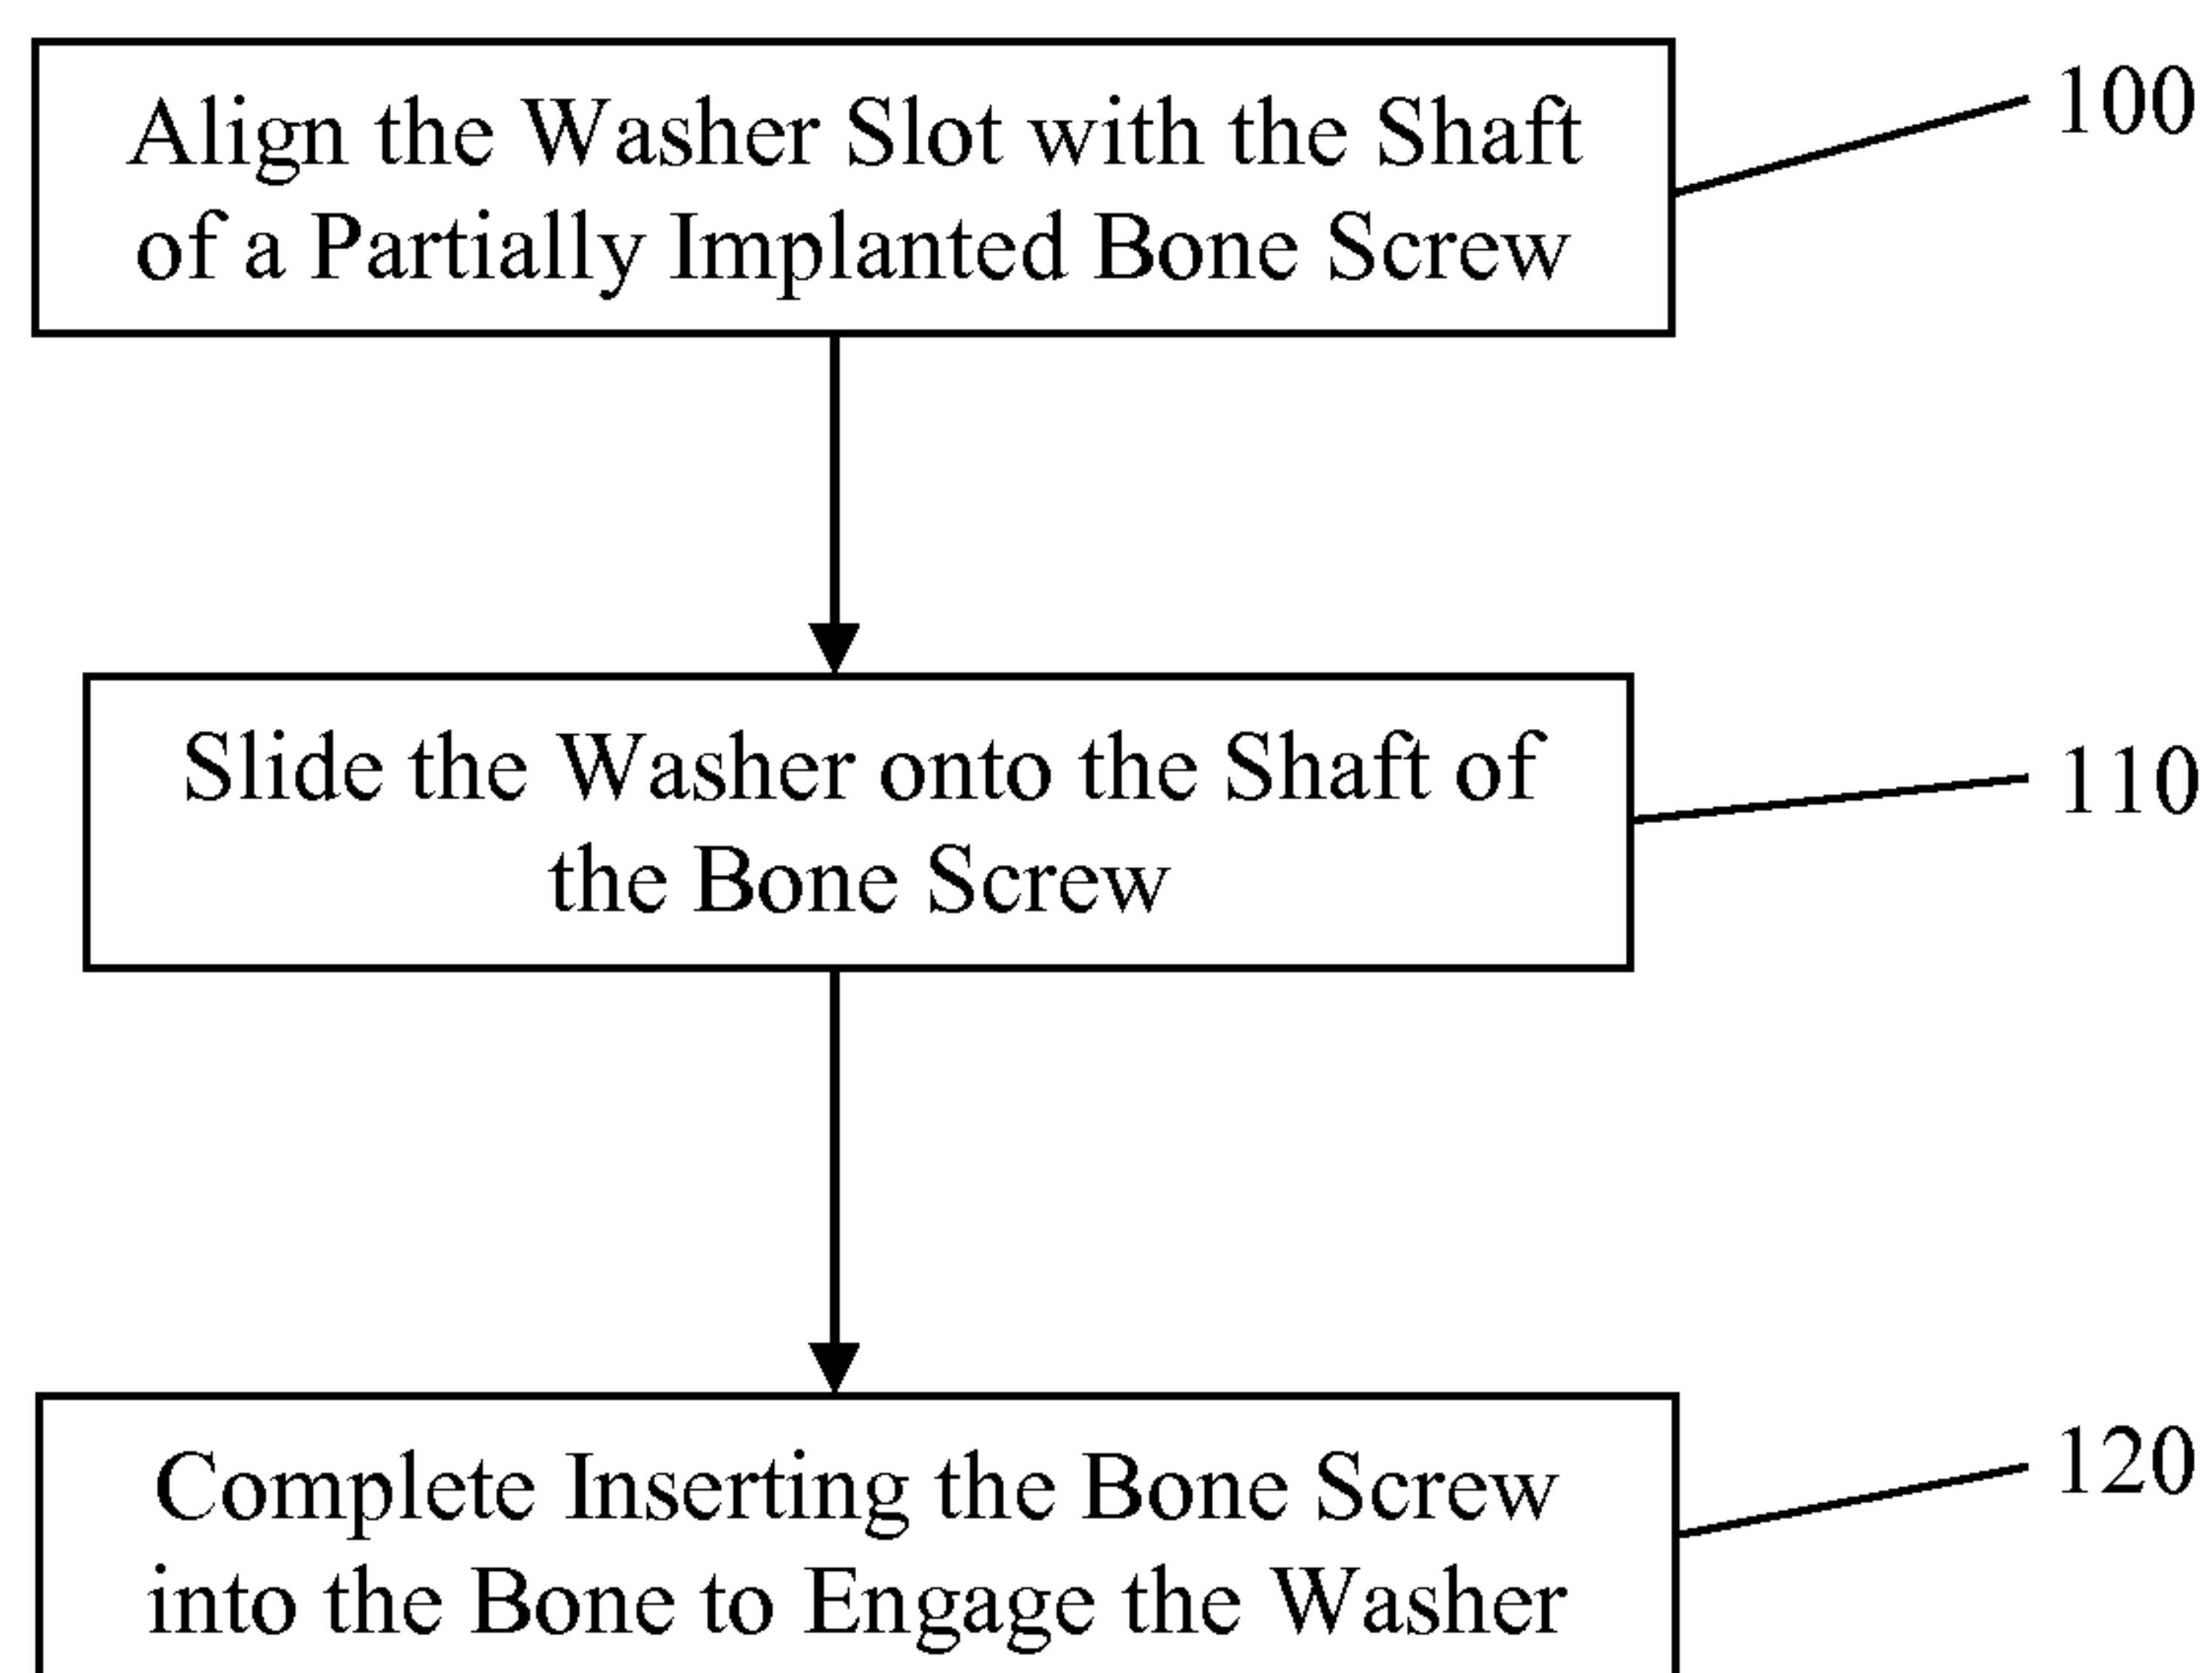 Align the Washer Slot with the Shaft
of a Partially Implanted Bone Screw
100
Slide the Washer onto the Shaft of
the Bone Screw
110
Complete Inserting the Bone Screw
into the Bone to Engage the Washer
120